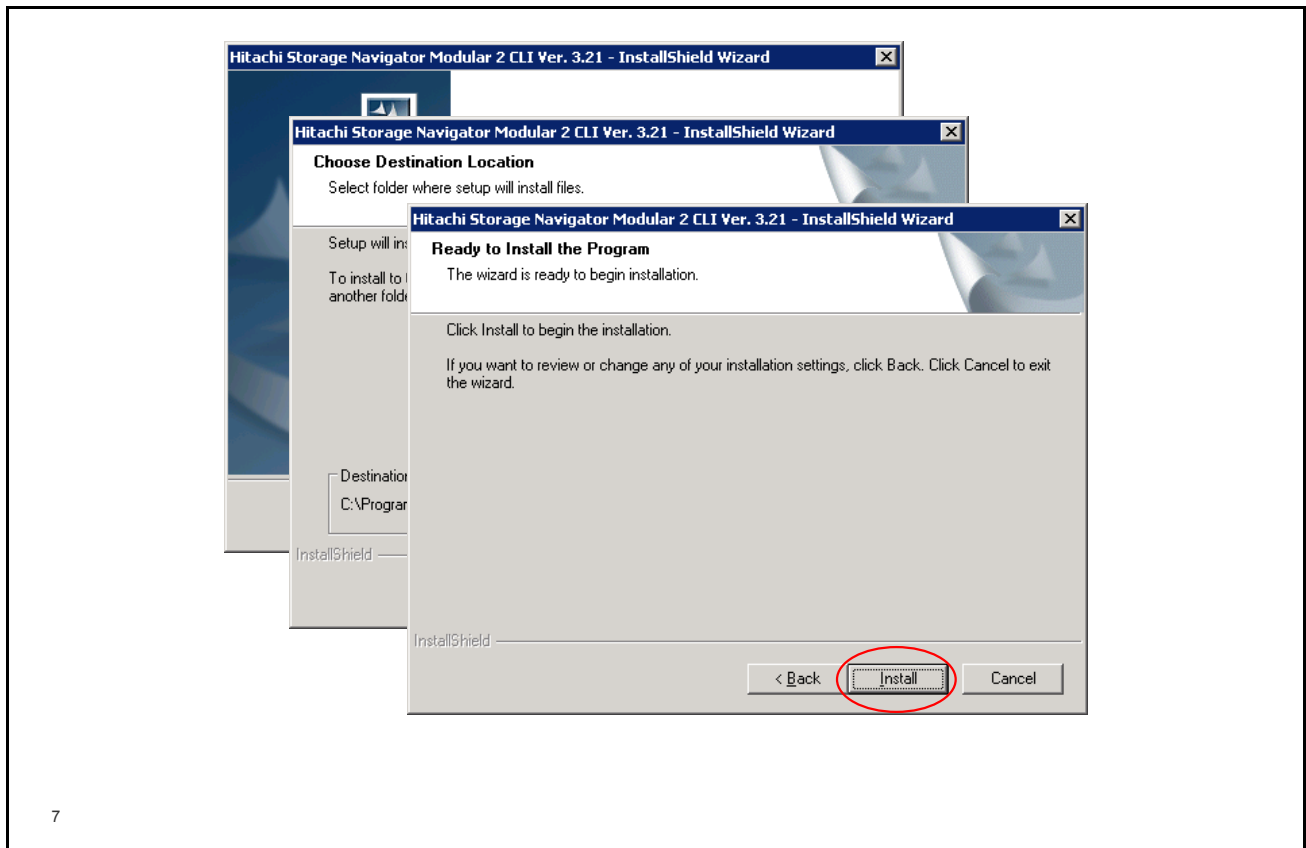 Hitachi Storage Navigator Modular 2 CLI Ver. 3.21 - InstallShield Wizard
Hitachi Storage Navigator Modular 2 CLI Ver. 3.21 - InstallShield Wizard
Choose Destination Location
Select folder where setup will install files.
Setup will
To install to
another
Destination
C:\
InstallShield
Hitachi Storage Navigator Modular 2 CLI Ver. 3.21 - InstallShield Wizard
Ready to Install the Program
The wizard is ready to begin installation.
Click Install to begin the installation.
If you want to review or change any of your installation settings, click Back. Click Cancel to exit
the wizard.
InstallShield
< Back Install Cancel
7